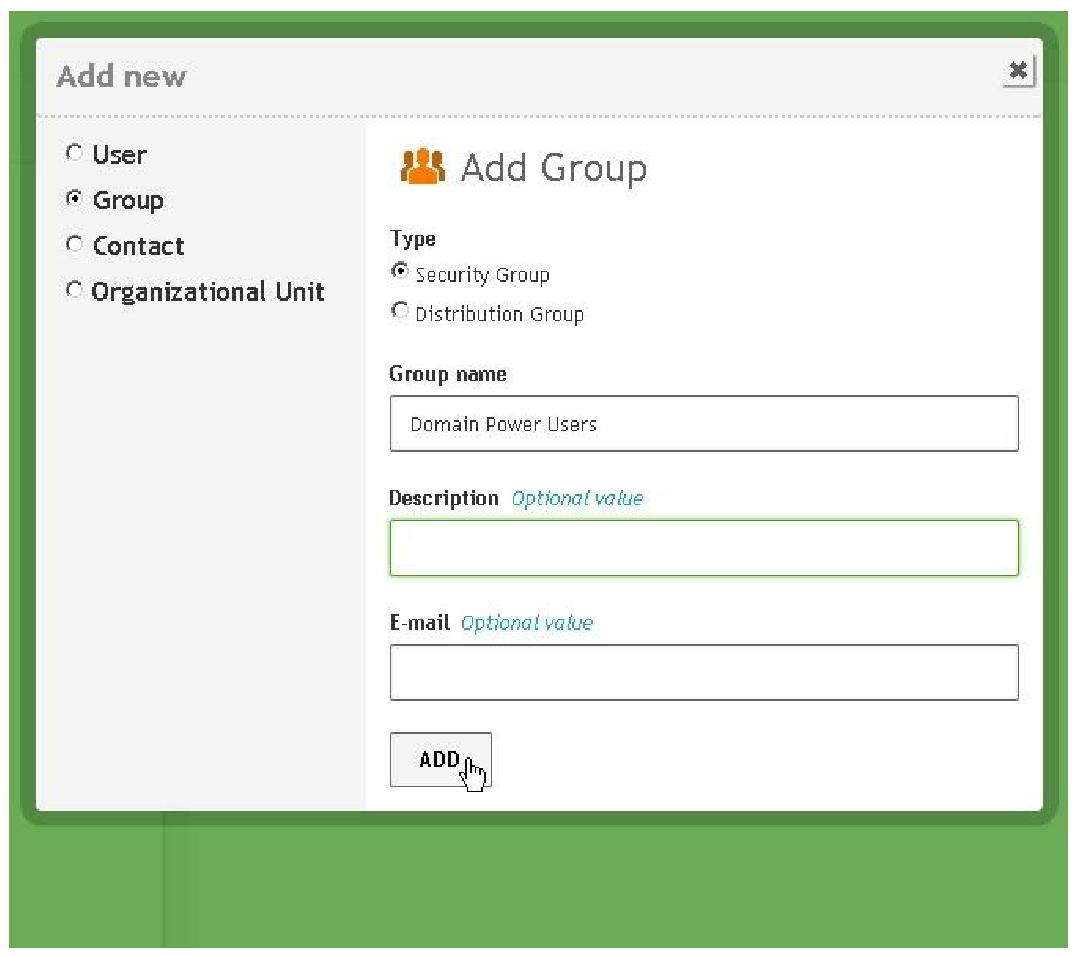 Add new
User
Group
Contact
Organizational Unit
Add Group
Type
Security Group
Distribution Group
Group name
Domain Power Users
Description Optional value
E-mail Optional value
ADD